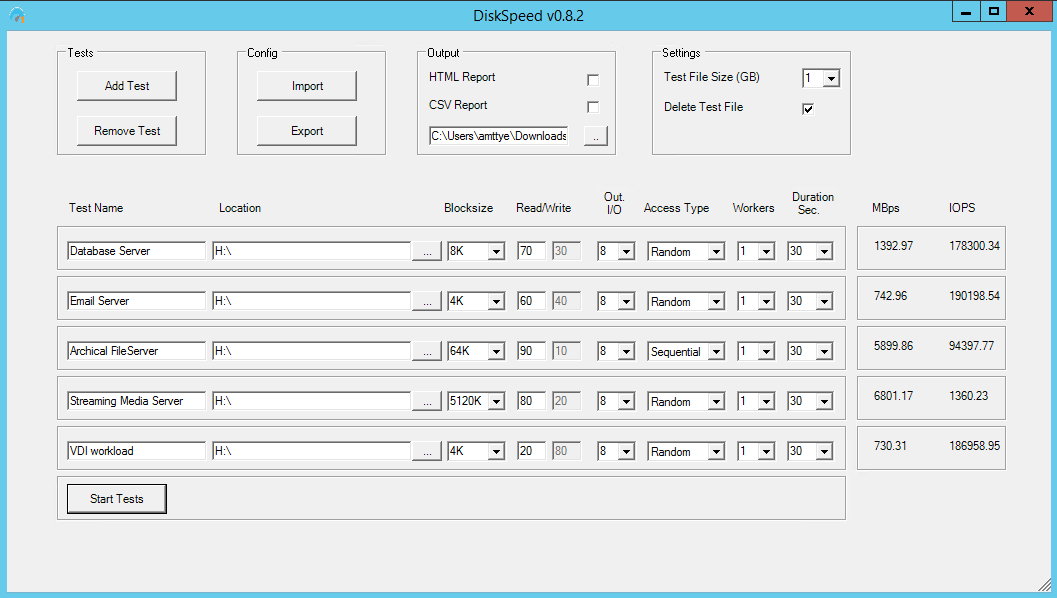 DiskSpeed v0.8.2
Tests
Add Test
Remove Test
Config
Import
Export
Output
HTML Report
CSV Report
C:\Users\amttye\Downloads
..
Settings
Test File Size (GB) 1
Delete Test File
Test Name Location Blocksize Read/Write Out. I/O Access Type Workers Duration Sec. MBps IOPS
Database Server H:\ ... 8K 70 30 8 Random 1 30 1392.97 178300.34
Email Server H:\ ... 4K 60 40 8 Random 1 30 742.96 190198.54
Archical FileServer H:\ ... 64K 90 10 8 Sequential 1 30 5899.86 94397.77
Streaming Media Server H:\ ... 5120K 80 20 8 Random 1 30 6801.17 1360.23
VDI workload H:\ ... 4K 20 80 8 Random 1 30 730.31 186958.95
Start Tests